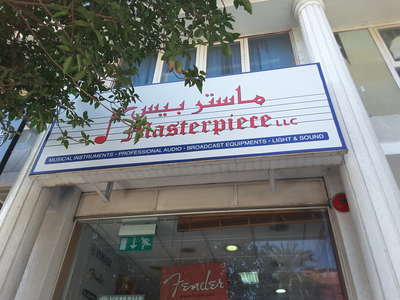 ماستر بيس
Masterpiece LLC
MUSICAL INSTRUMENTS · PROFESSIONAL AUDIO · BROADCAST EQUIPMENTS · LIGHT & SOUND
Fender